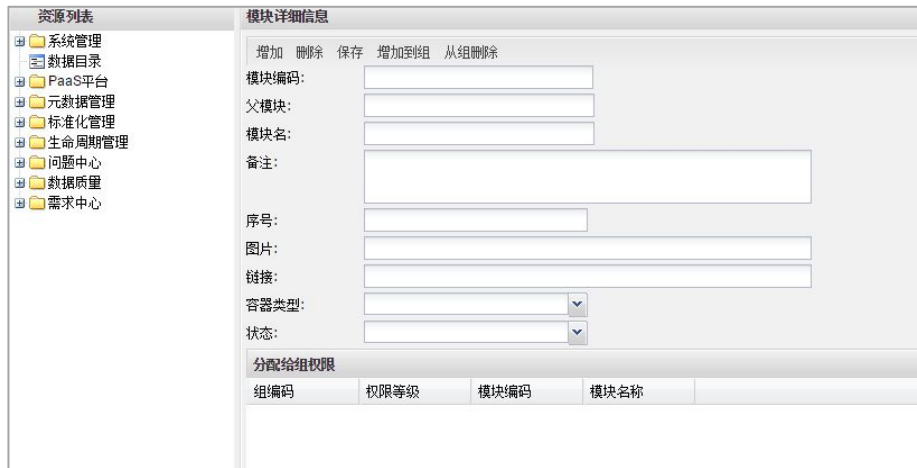 资源列表
系统管理
数据目录
PaaS平台
元数据管理
标准化管理
生命周期管理
问题中心
数据质量
需求中心
模块详细信息
增加 删除 保存 增加到组 从组删除
模块编码:
父模块:
模块名:
备注:
序号:
图片:
链接:
容器类型:
状态:
分配给组权限
组编码 权限等级 模块编码 模块名称